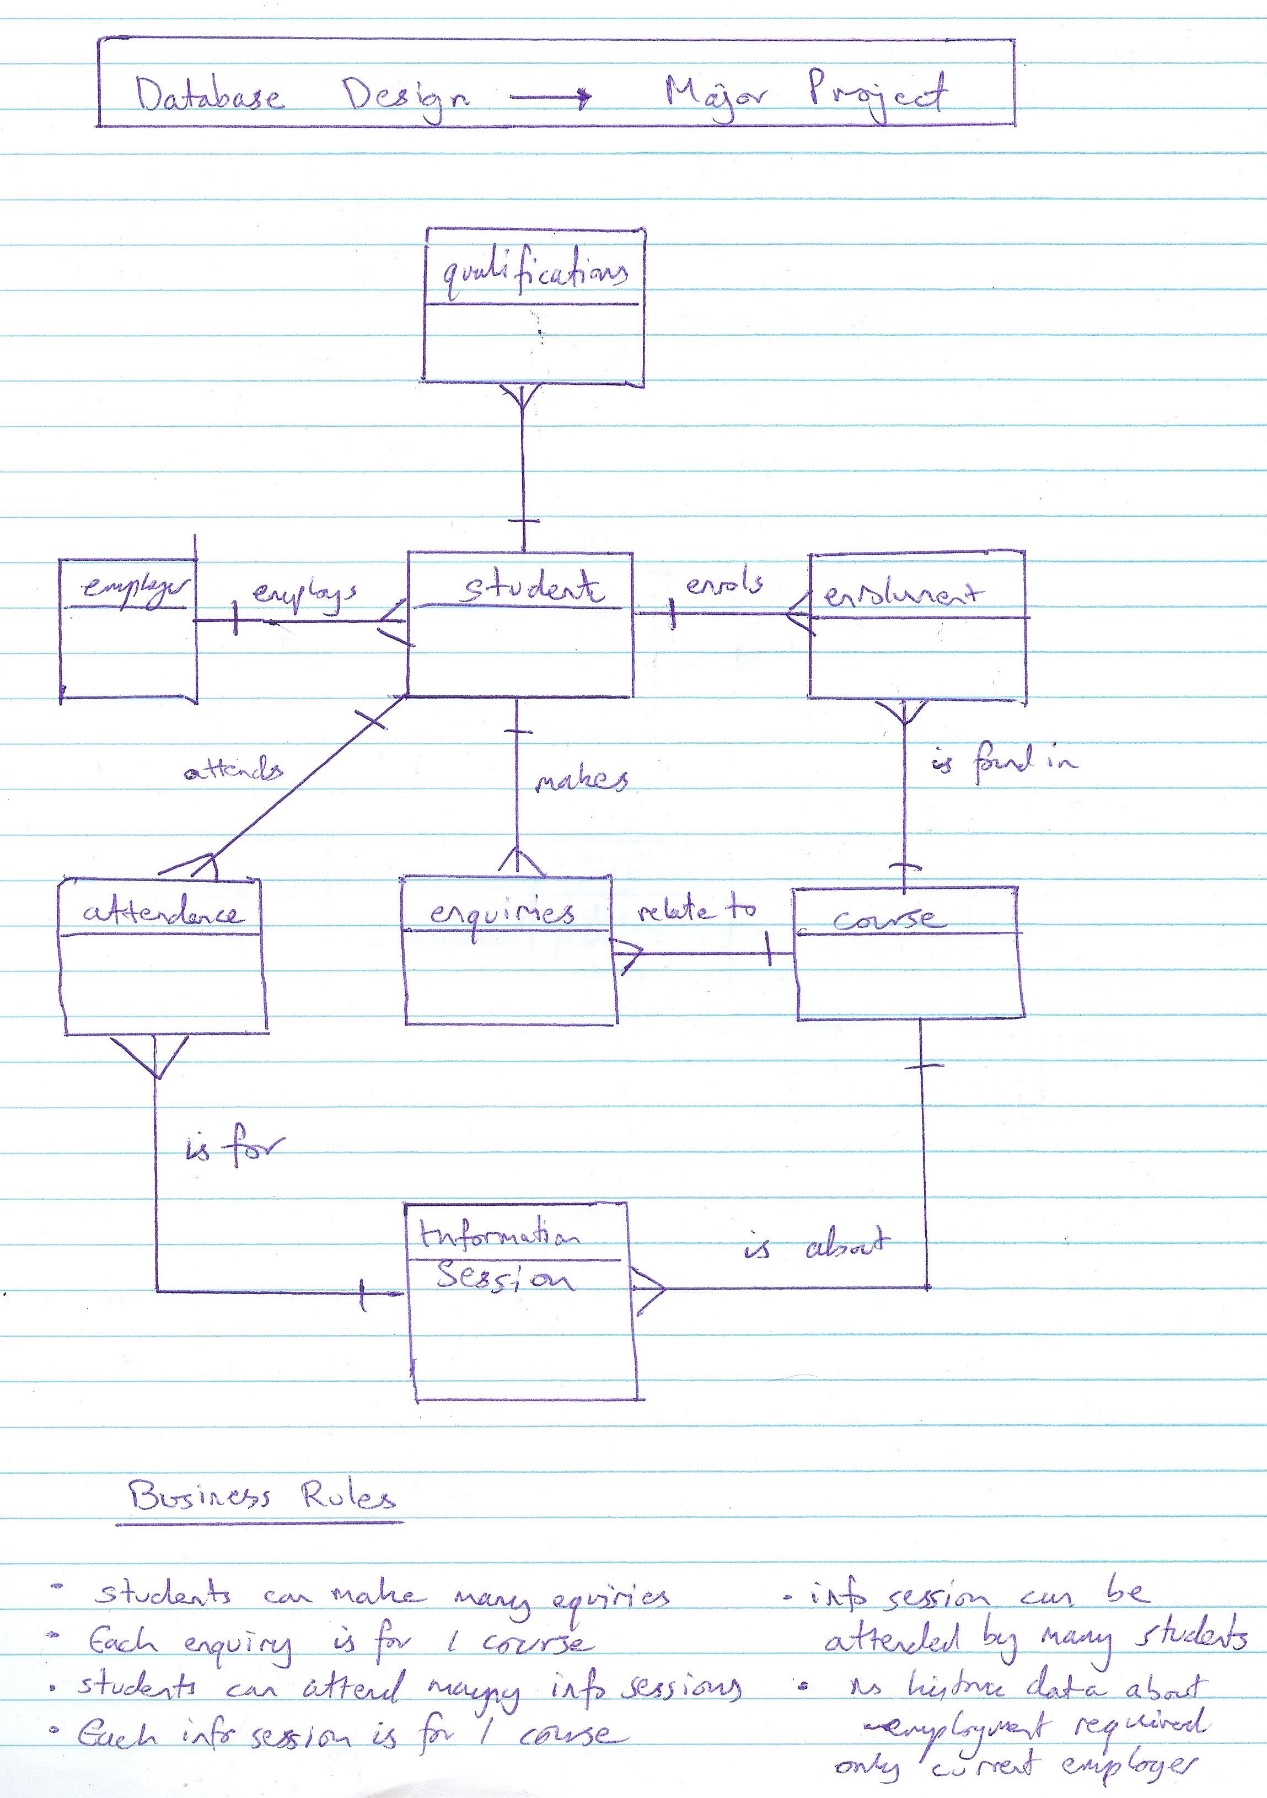 Database Design → Major Project
qualifications
employer
employs
student
enrols
enrolment
attends
makes
is found in
attendence
enquiries
relate to
course
is for
Information
Session
is about
Business Rules
• students can make many equiries
• Each enquiry is for 1 course
• students can attend many info sessions
• Each info session is for 1 course
• info session can be
attended by many students
• no historic data about
employment required
only current employer